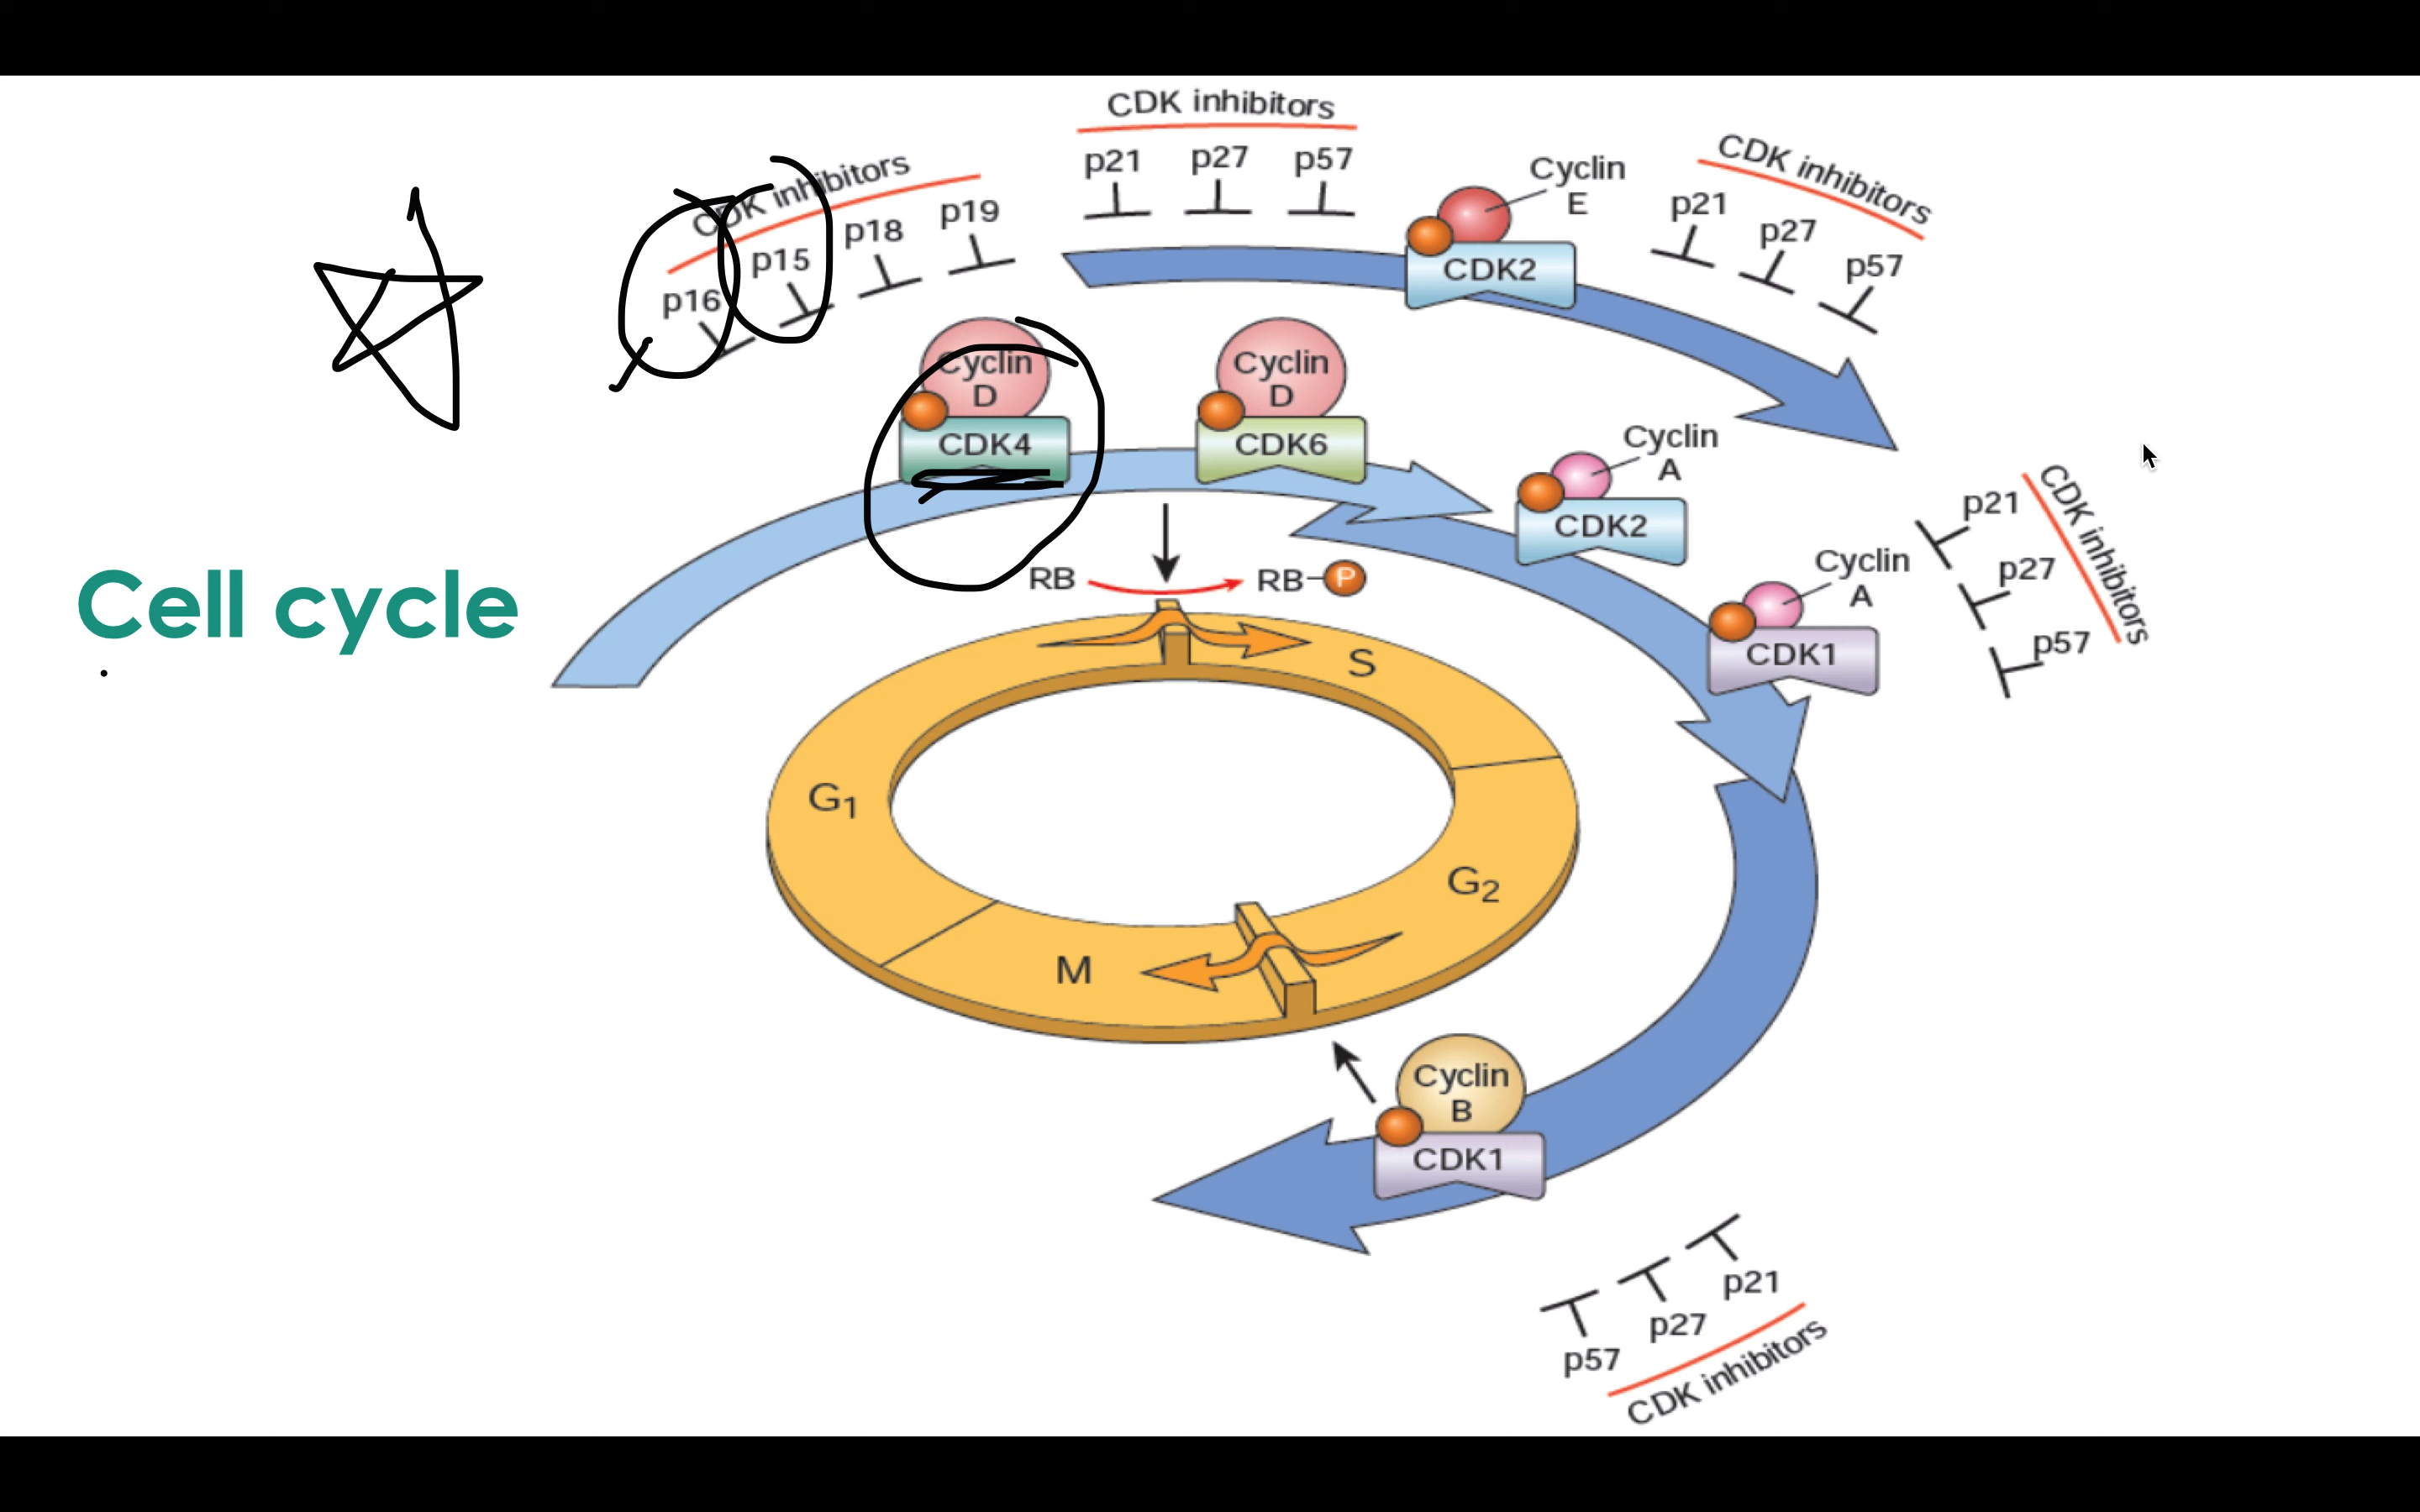 CDK inhibitors
p16 p15 p18 p19
CDK inhibitors
p21 p27 p57
Cyclin
E
CDK2
CDK inhibitors
p21
p27
p57
Cyclin
D
CDK4
Cyclin
D
CDK6
Cyclin
A
CDK2
Cyclin
A
CDK1
CDK inhibitors
p21
p27
p57
RB
RB
P
Cell cycle
S
G1
G2
M
Cyclin
B
CDK1
p21
p27
p57
CDK inhibitors